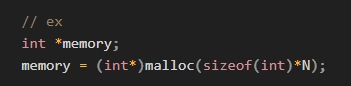 // ex
int *memory;
memory = (int*)malloc(sizeof(int)*N);